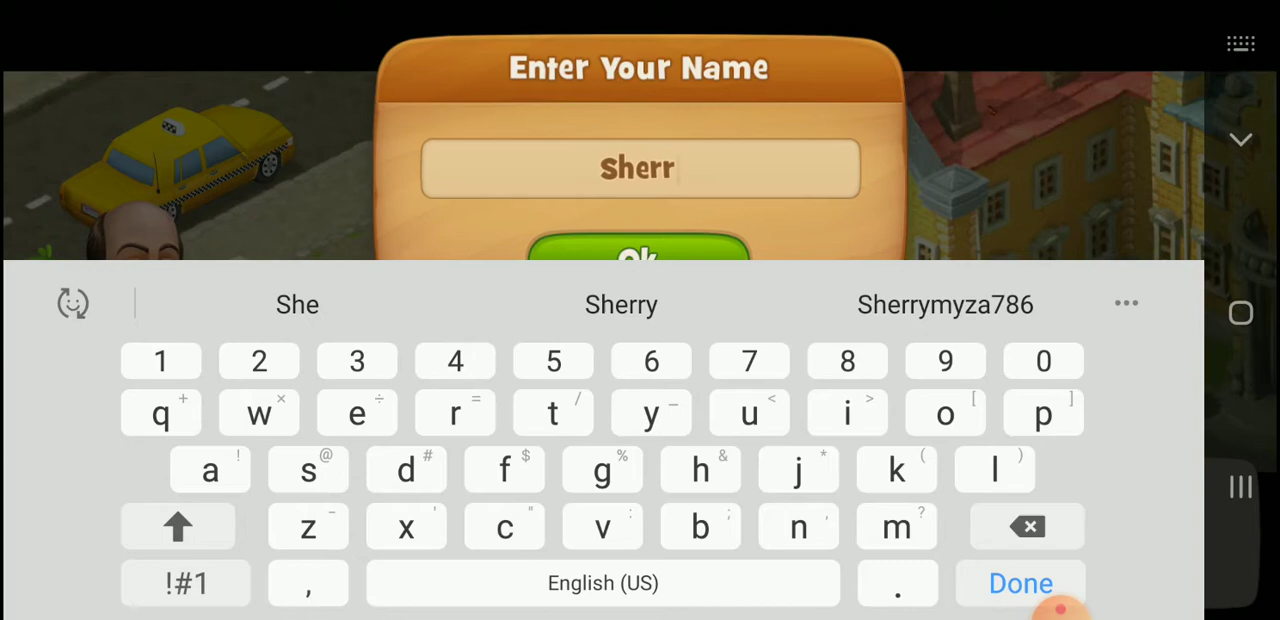 Enter Your Name
Sherr
Ok
She Sherry Sherrymyza786 •••
1 2 3 4 5 6 7 8 9 0
q + w × e ÷ r = t / y _ u < i > o [ p ]
a ! s @ d # f $ g % h & j * k ( l )
z - x ' c " v : b ; n , m ?
!#1 , English (US) . Done